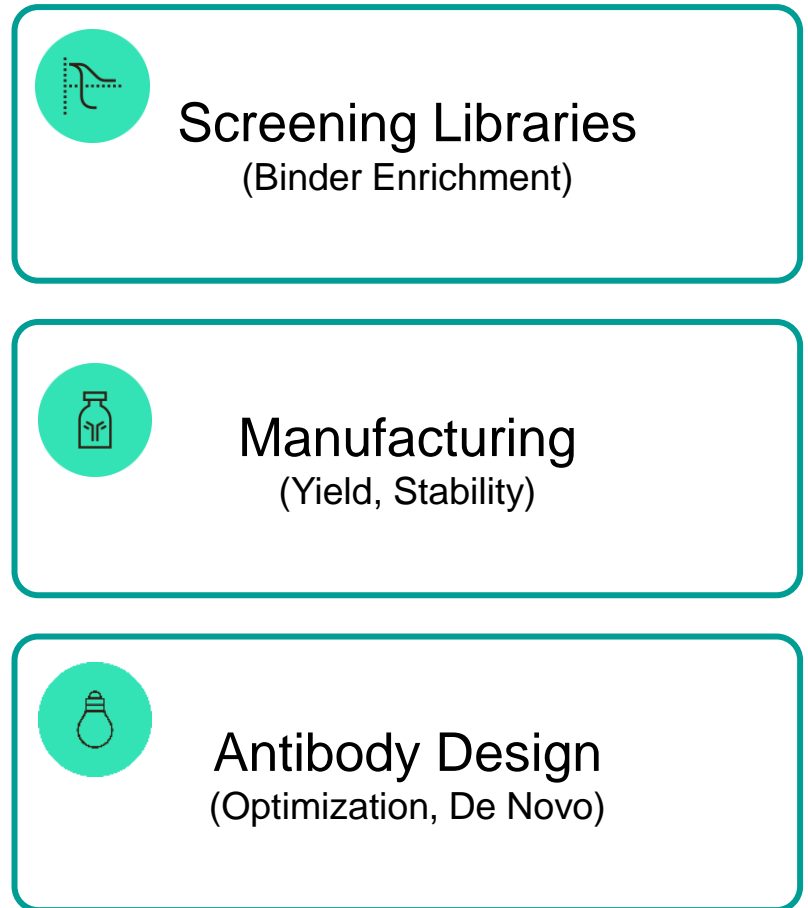 Screening Libraries
(Binder Enrichment)
Manufacturing
(Yield, Stability)
Antibody Design
(Optimization, De Novo)